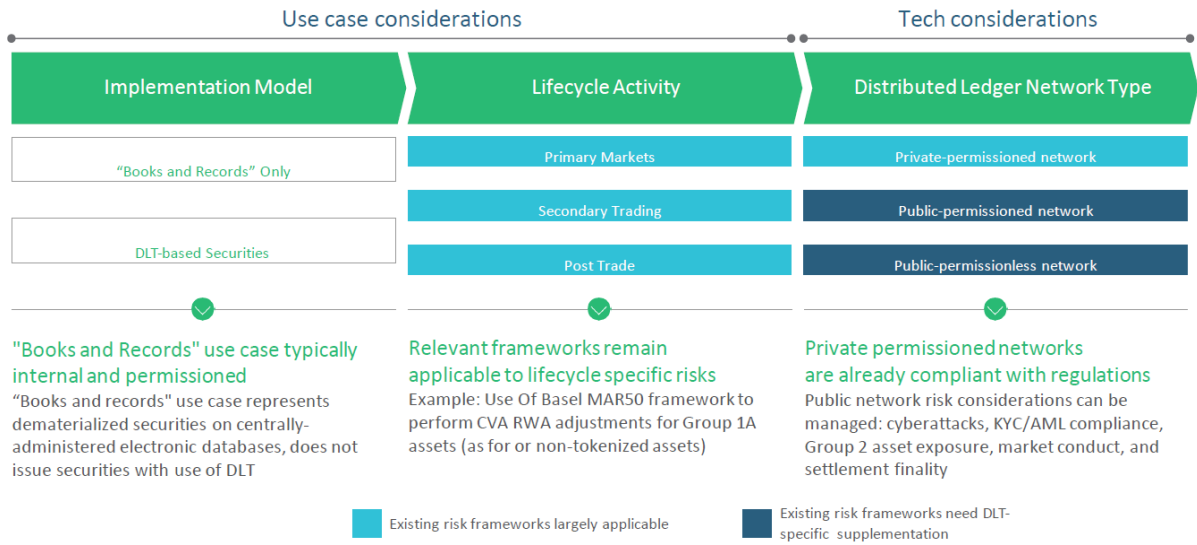 Use case considerations
Tech considerations
Implementation Model
Lifecycle Activity
Distributed Ledger Network Type
“Books and Records” Only
DLT-based Securities
Primary Markets
Secondary Trading
Post Trade
Private-permissioned network
Public-permissioned network
Public-permissionless network
"Books and Records" use case typically
internal and permissioned
“Books and records" use case represents
dematerialized securities on centrally-
administered electronic databases, does not
issue securities with use of DLT
Relevant frameworks remain
applicable to lifecycle specific risks
Example: Use Of Basel MAR50 framework to
perform CVA RWA adjustments for Group 1A
assets (as for or non-tokenized assets)
Private permissioned networks
are already compliant with regulations
Public network risk considerations can be
managed: cyberattacks, KYC/AML compliance,
Group 2 asset exposure, market conduct, and
settlement finality
Existing risk frameworks largely applicable
Existing risk frameworks need DLT-
specific supplementation